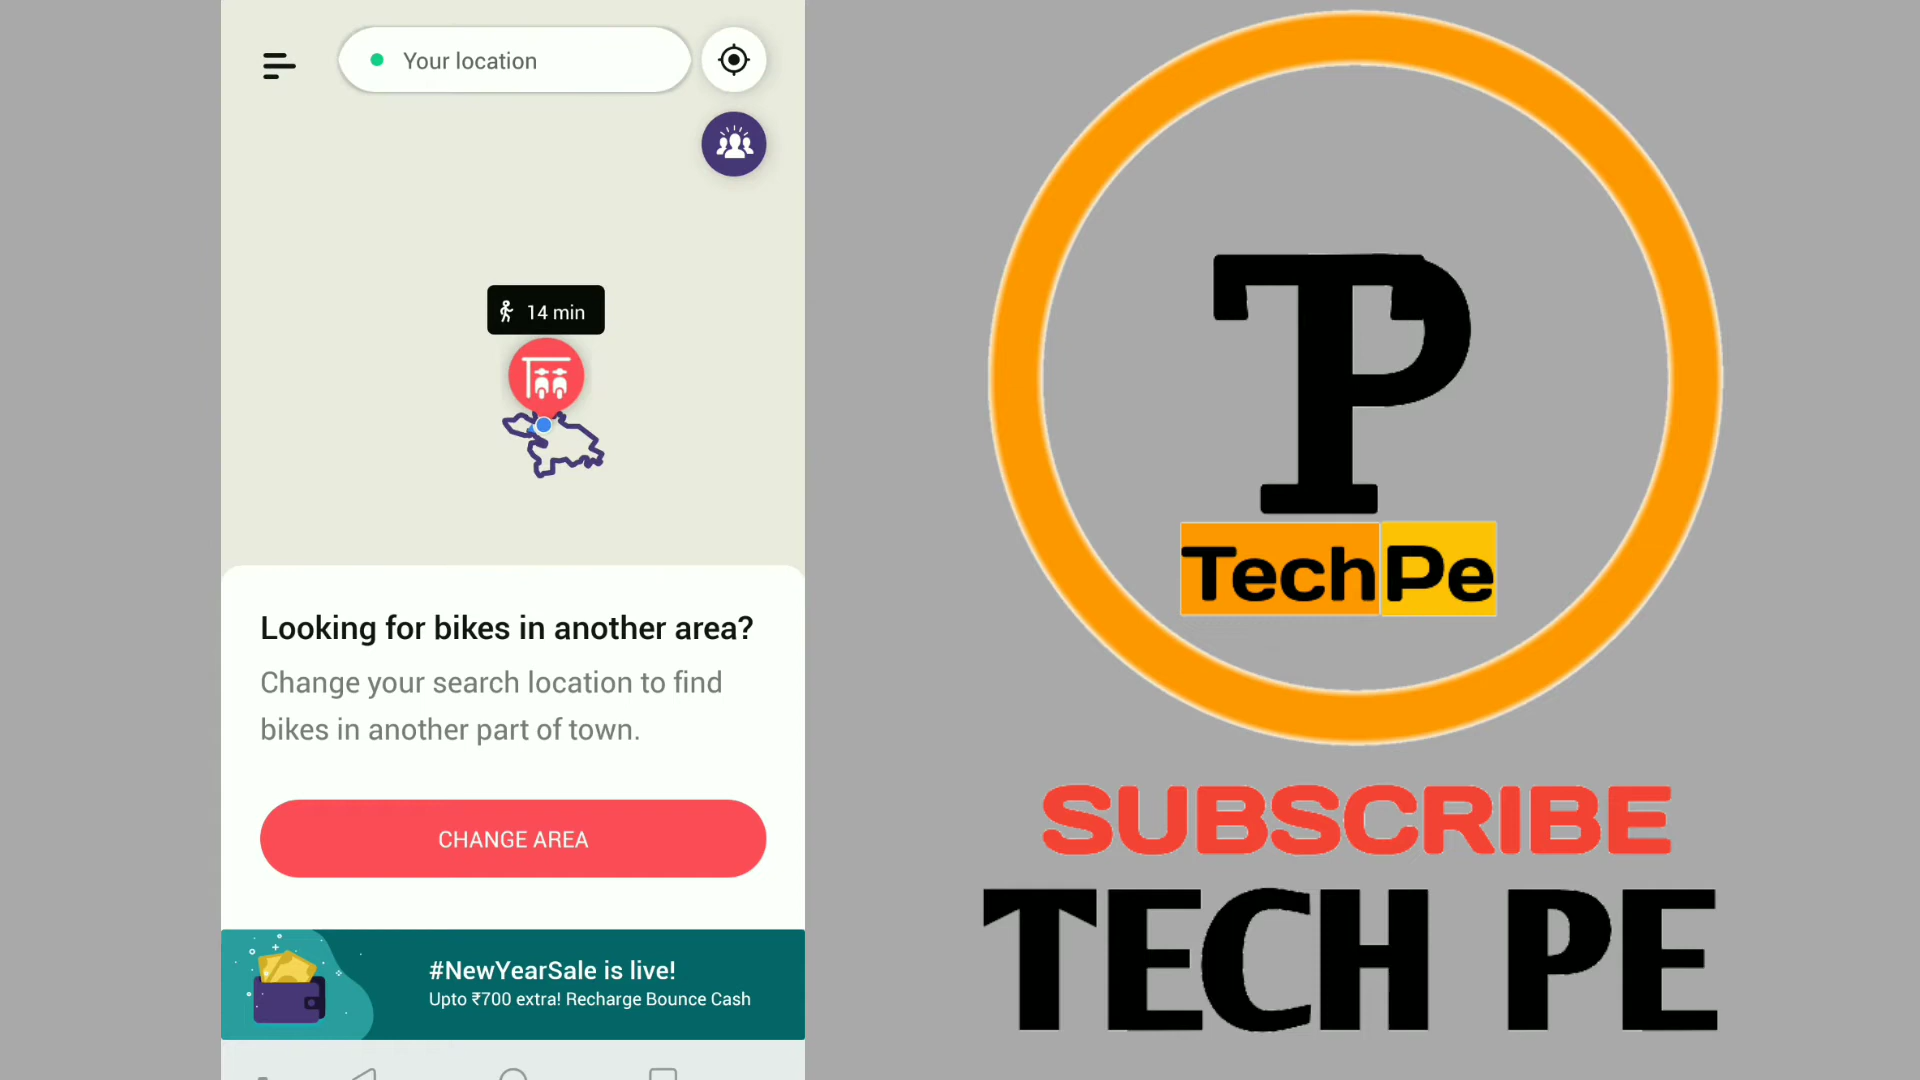 Your location
14 min
Looking for bikes in another area?
Change your search location to find
bikes in another part of town.
CHANGE AREA
#NewYearSale is live!
Upto ₹700 extra! Recharge Bounce Cash
TP
TechPe
SUBSCRIBE
TECH PE